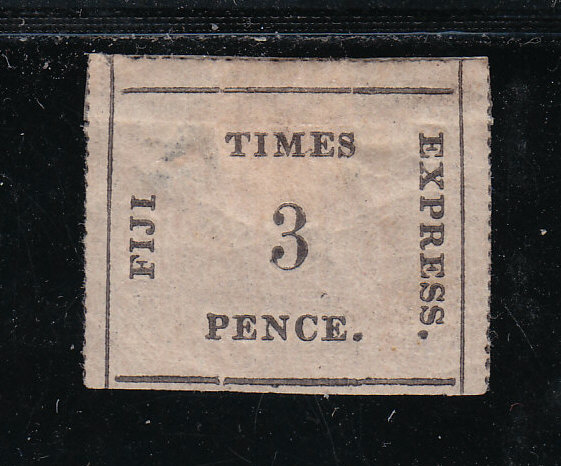 FIJI
TIMES
EXPRESS.
3
PENCE.